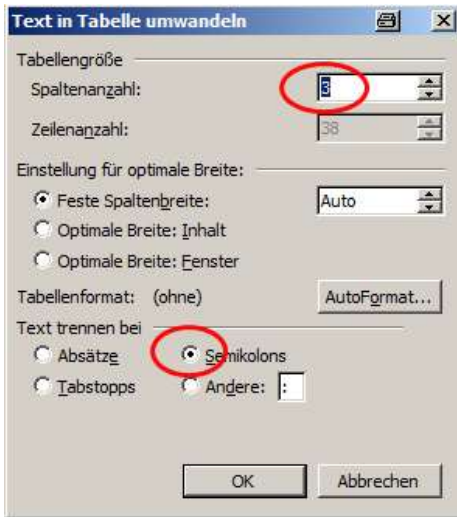 Text in Tabelle umwandeln
Tabellengröße
Spaltenanzahl: 3
Zeilenanzahl: 38
Einstellung für optimale Breite:
Feste Spaltenbreite: Auto
Optimale Breite: Inhalt
Optimale Breite: Fenster
Tabellenformat: (ohne) AutoFormat...
Text trennen bei
Absätze Semikolons
Tabstopps Andere: :
OK Abbrechen